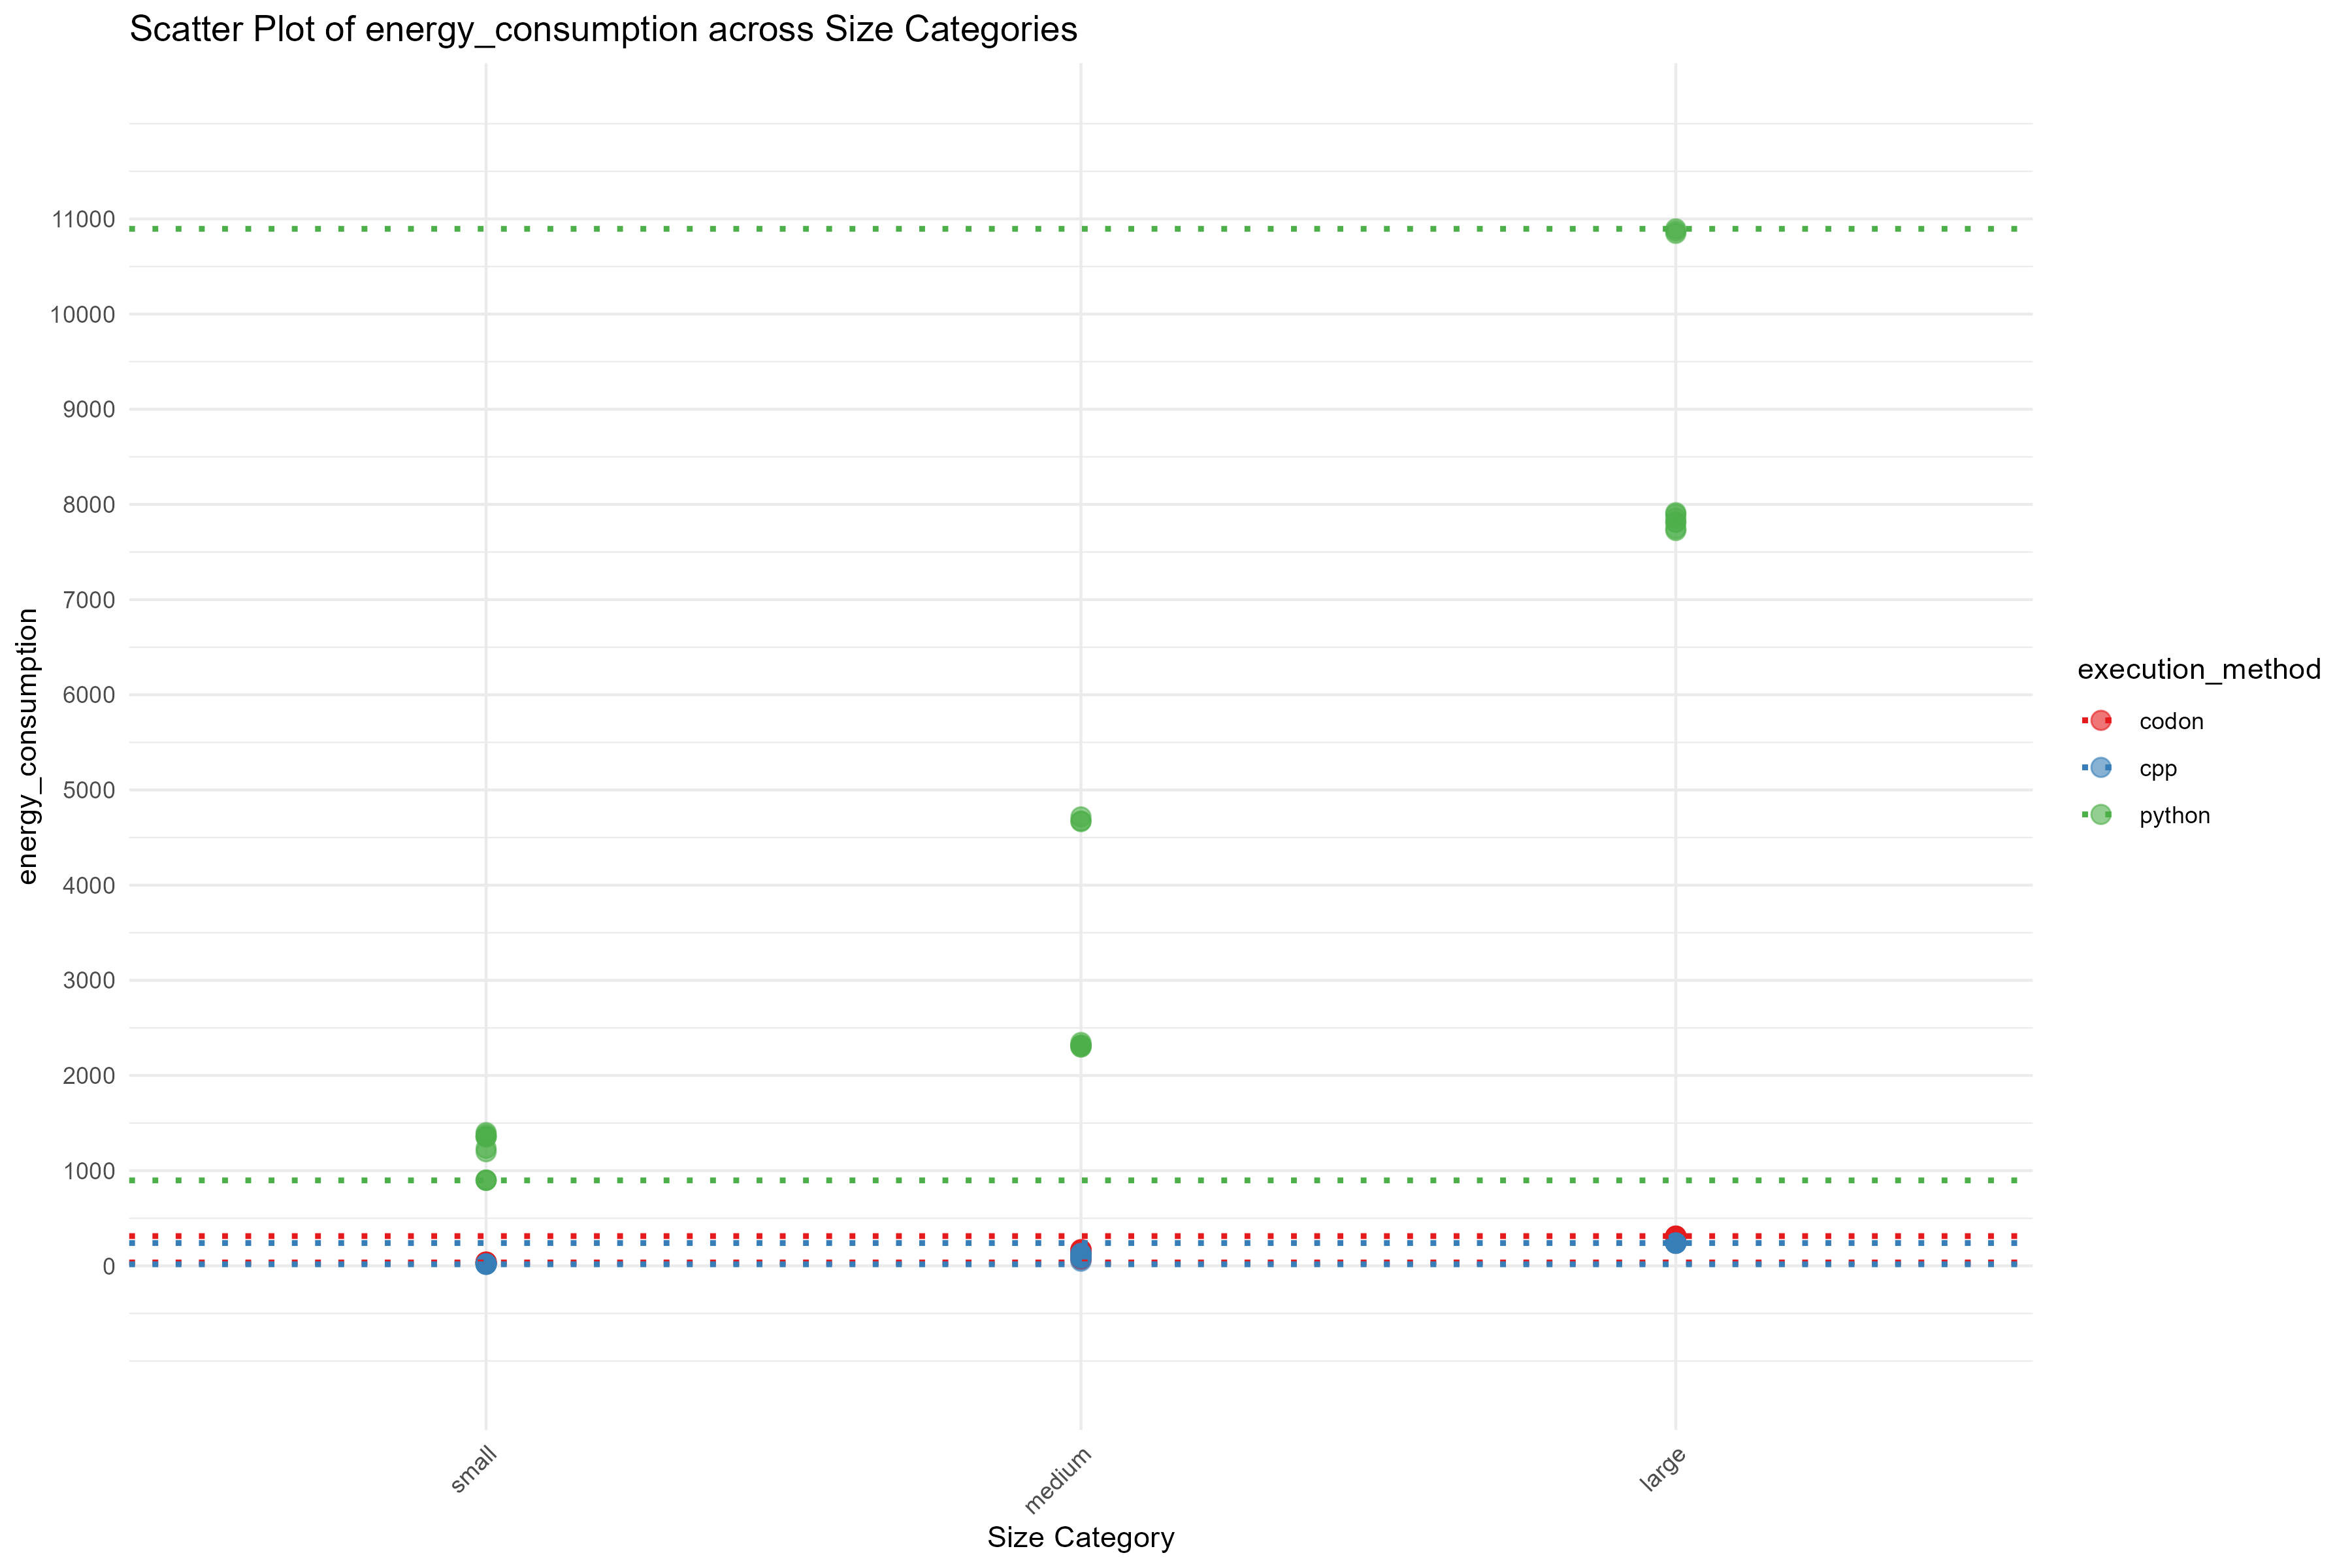 Scatter Plot of energy_consumption across Size Categories
energy_consumption
11000
10000
9000
8000
7000
6000
5000
4000
3000
2000
1000
0
small
medium
large
Size Category
execution_method
codon
cpp
python